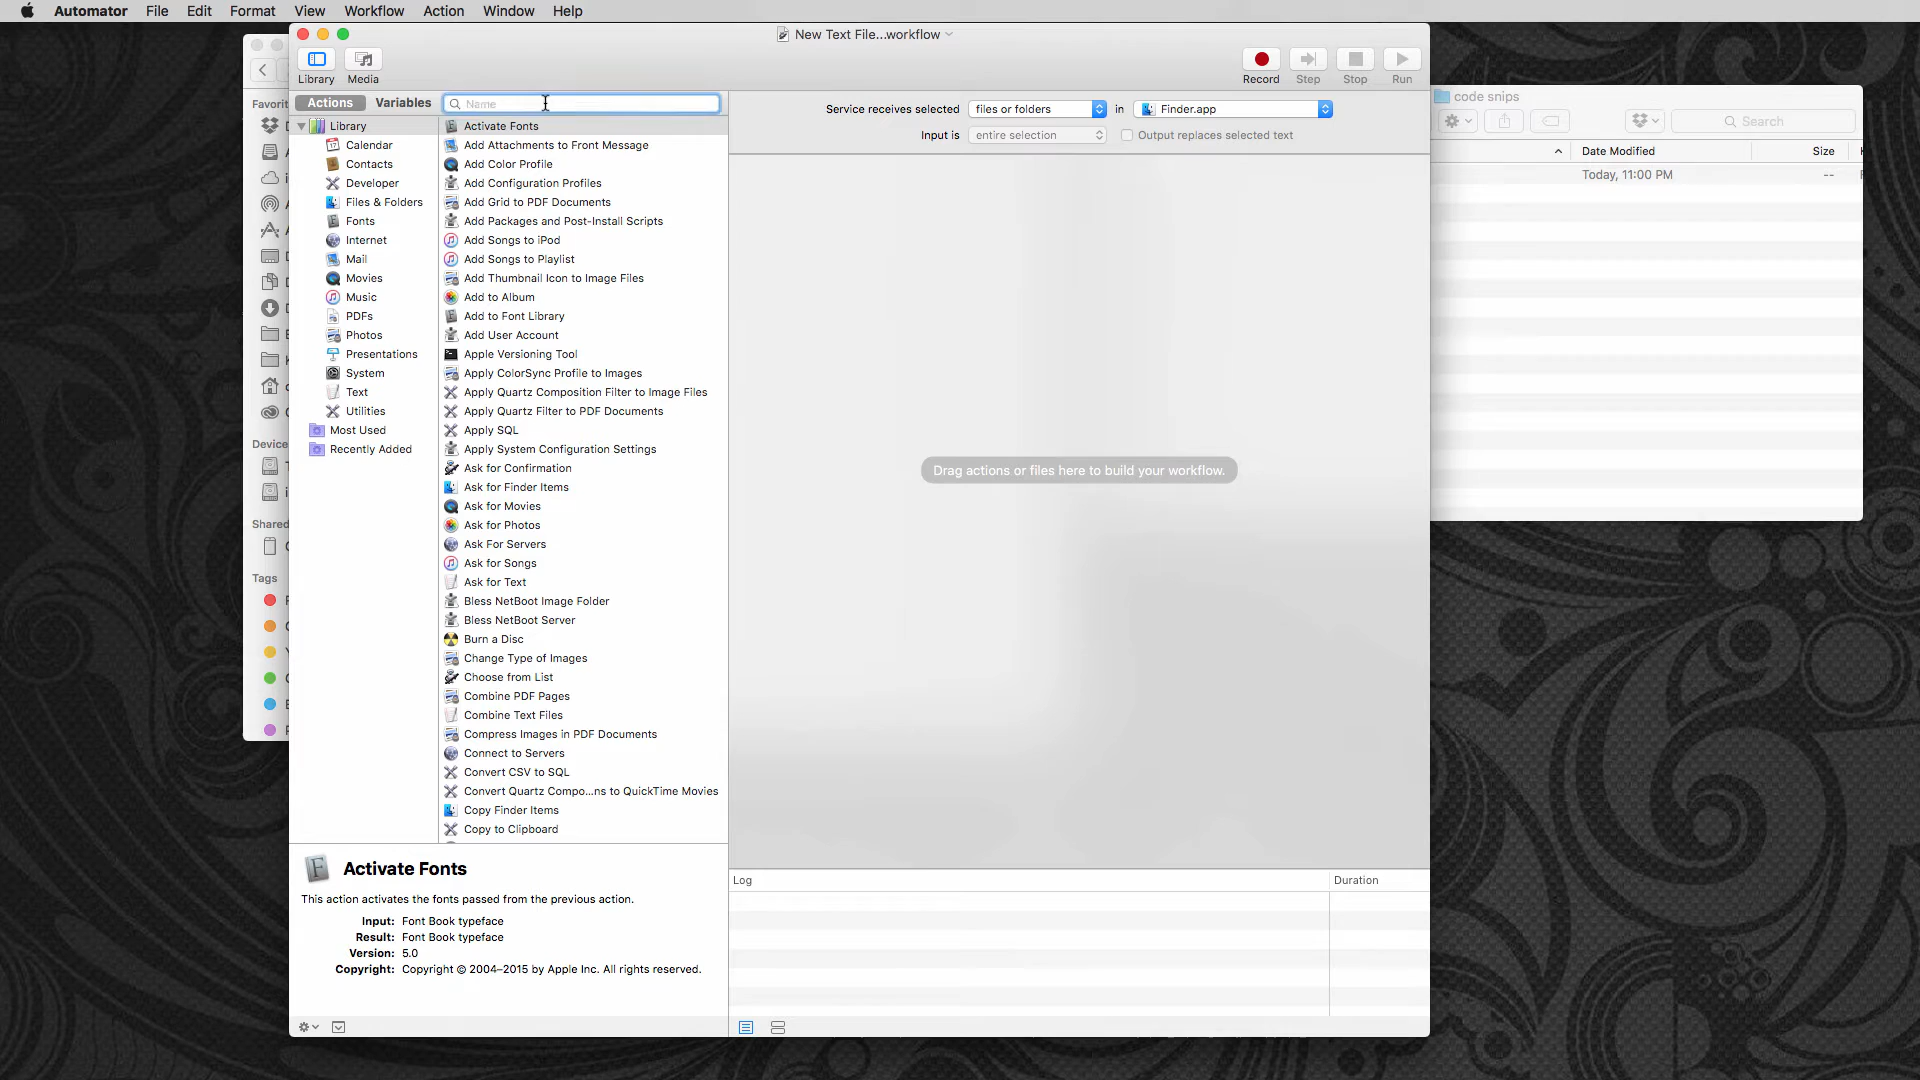 Automator File Edit Format View Workflow Action Window Help
New Text File...workflow
Library Media
Record Step Stop Run
Actions Variables Name
Service receives selected files or folders in Finder.app
Input is entire selection Output replaces selected text
Library
Calendar
Contacts
Developer
Files & Folders
Fonts
Internet
Mail
Movies
Music
PDFs
Photos
Presentations
System
Text
Utilities
Most Used
Recently Added
Activate Fonts
Add Attachments to Front Message
Add Color Profile
Add Configuration Profiles
Add Grid to PDF Documents
Add Packages and Post-Install Scripts
Add Songs to iPod
Add Songs to Playlist
Add Thumbnail Icon to Image Files
Add to Album
Add to Font Library
Add User Account
Apple Versioning Tool
Apply ColorSync Profile to Images
Apply Quartz Composition Filter to Image Files
Apply Quartz Filter to PDF Documents
Apply SQL
Apply System Configuration Settings
Ask for Confirmation
Ask for Finder Items
Ask for Movies
Ask for Photos
Ask For Servers
Ask for Songs
Ask for Text
Bless NetBoot Image Folder
Bless NetBoot Server
Burn a Disc
Change Type of Images
Choose from List
Combine PDF Pages
Combine Text Files
Compress Images in PDF Documents
Connect to Servers
Convert CSV to SQL
Convert Quartz Compo...ns to QuickTime Movies
Copy Finder Items
Copy to Clipboard
Drag actions or files here to build your workflow.
Activate Fonts
This action activates the fonts passed from the previous action.
Input: Font Book typeface
Result: Font Book typeface
Version: 5.0
Copyright: Copyright © 2004–2015 by Apple Inc. All rights reserved.
Log Duration
code snips
Search
Date Modified Size
Today, 11:00 PM --
Favorit
Device
Shared
Tags